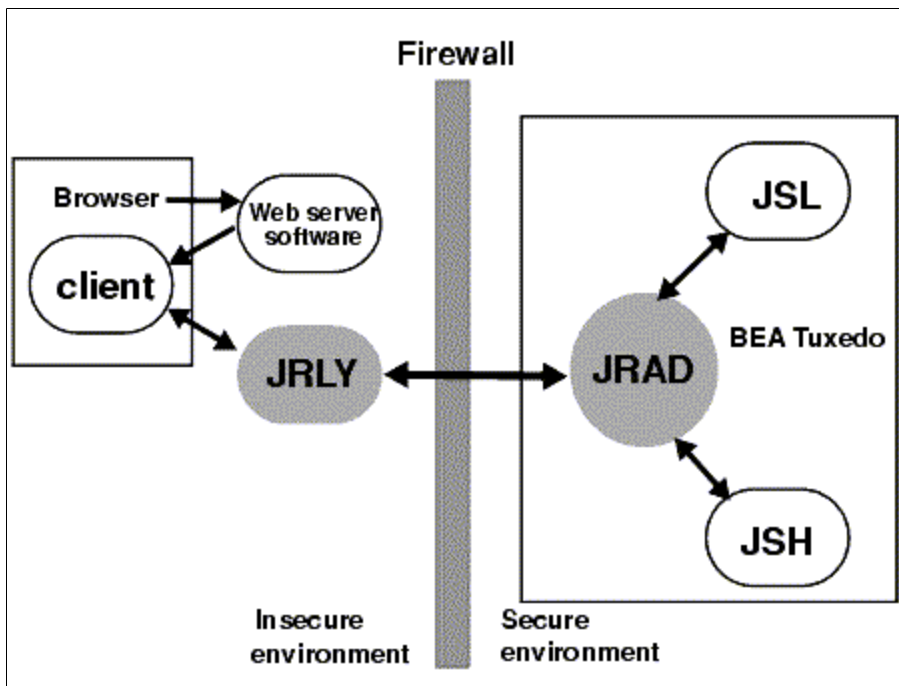 Firewall
Browser
Web server
software
client
JRLY
JSL
BEA Tuxedo
JRAD
JSH
Insecure
environment
Secure
environment